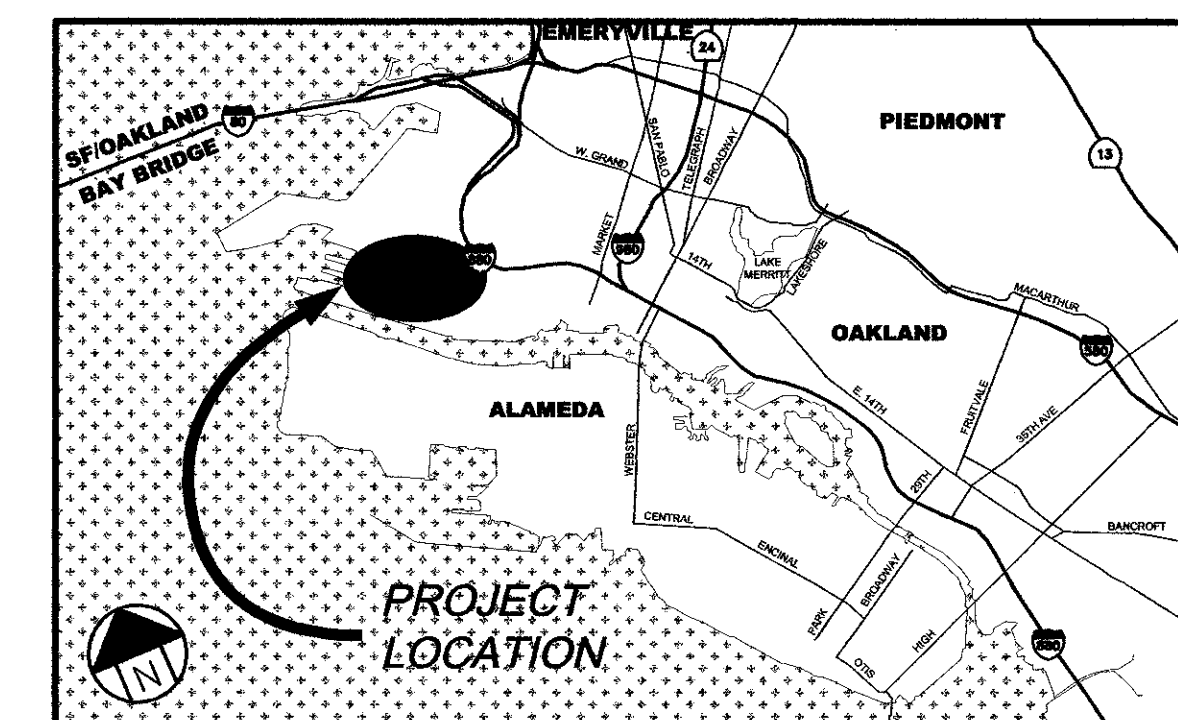 EMERYVILLE
24
SF/OAKLAND
BAY BRIDGE
80
PIEDMONT
13
W. GRAND
SAN PABLO
TELEGRAPH
BROADWAY
MARKET
980
880
14TH
LAKE
MERRITT
LAKESHORE
MACARTHUR
OAKLAND
580
ALAMEDA
E. 14TH
FRUITVALE
35TH AVE
WEBSTER
29TH
CENTRAL
ENCINAL
BANCROFT
BROADWAY
PARK
HIGH
OTIS
880
PROJECT
LOCATION
N